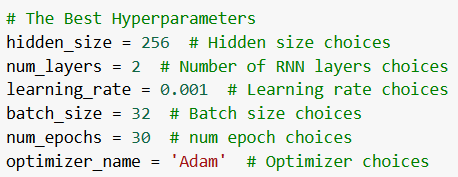 # The Best Hyperparameters
hidden_size = 256  # Hidden size choices
num_layers = 2  # Number of RNN layers choices
learning_rate = 0.001  # Learning rate choices
batch_size = 32  # Batch size choices
num_epochs = 30  # num epoch choices
optimizer_name = 'Adam'  # Optimizer choices